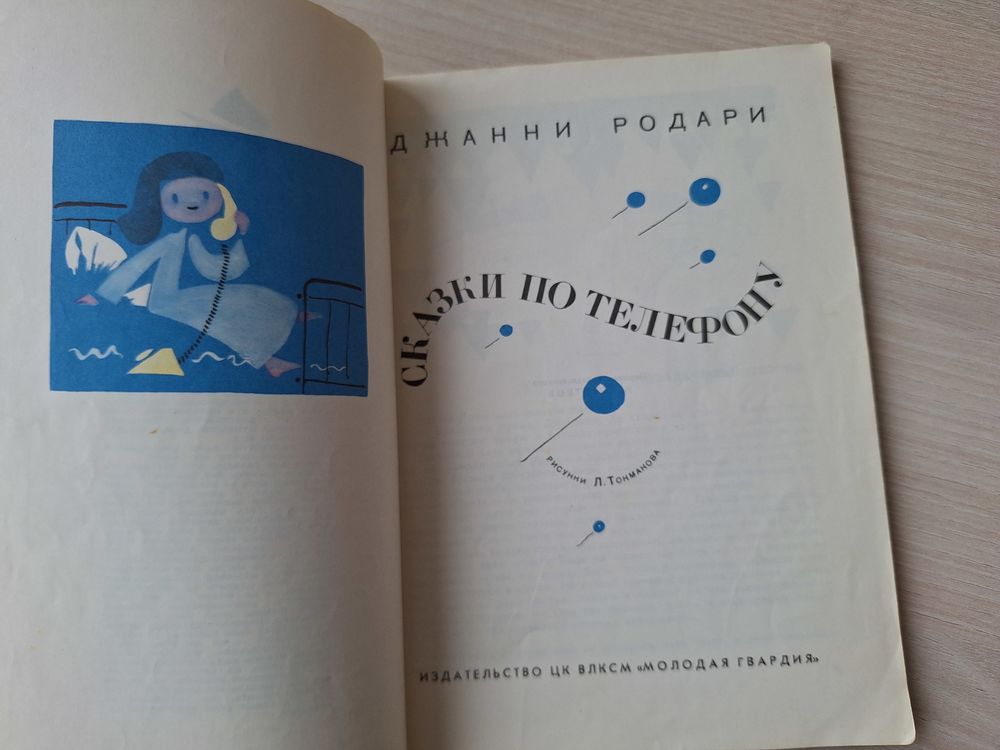 ДЖАННИ РОДАРИ
СКАЗКИ ПО ТЕЛЕФОНУ
РИСУНКИ Л. ТОКМАКОВА
ИЗДАТЕЛЬСТВО ЦК ВЛКСМ «МОЛОДАЯ ГВАРДИЯ»